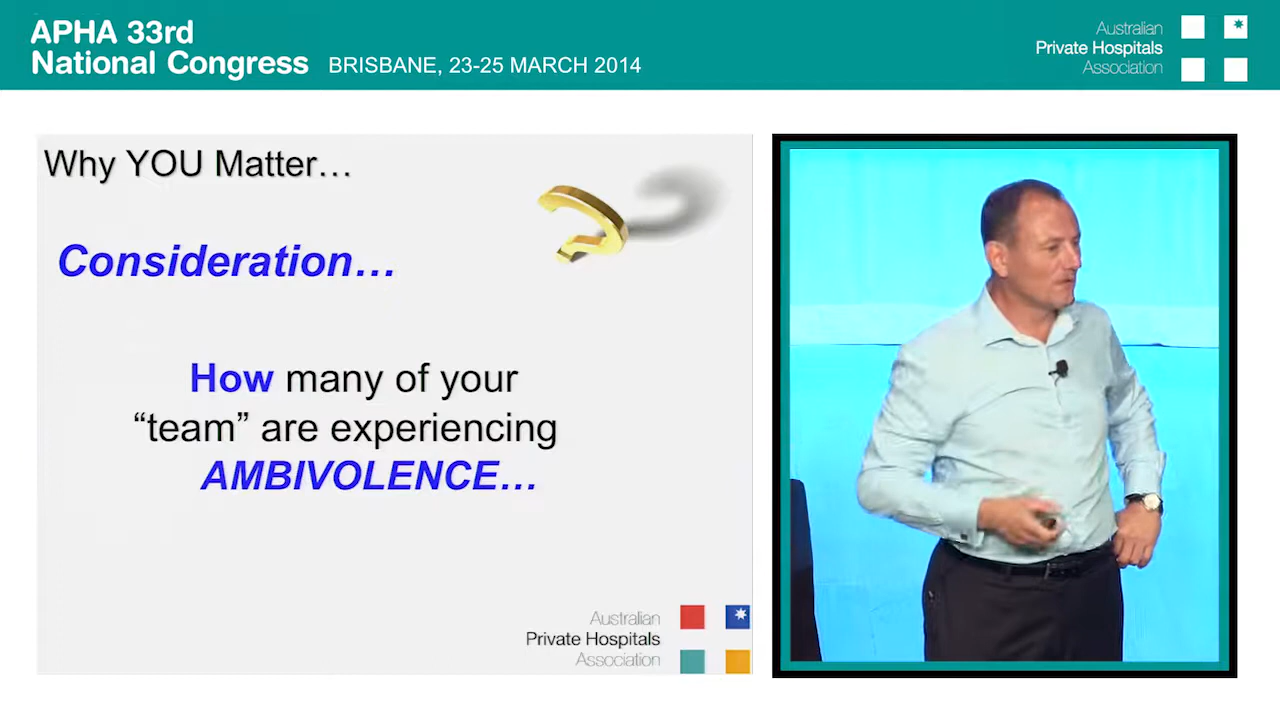 APHA 33rd
National Congress BRISBANE, 23-25 MARCH 2014
Australian
Private Hospitals
Association
Why YOU Matter…
Consideration…
How many of your
“team” are experiencing
AMBIVOLENCE…
Australian
Private Hospitals
Association